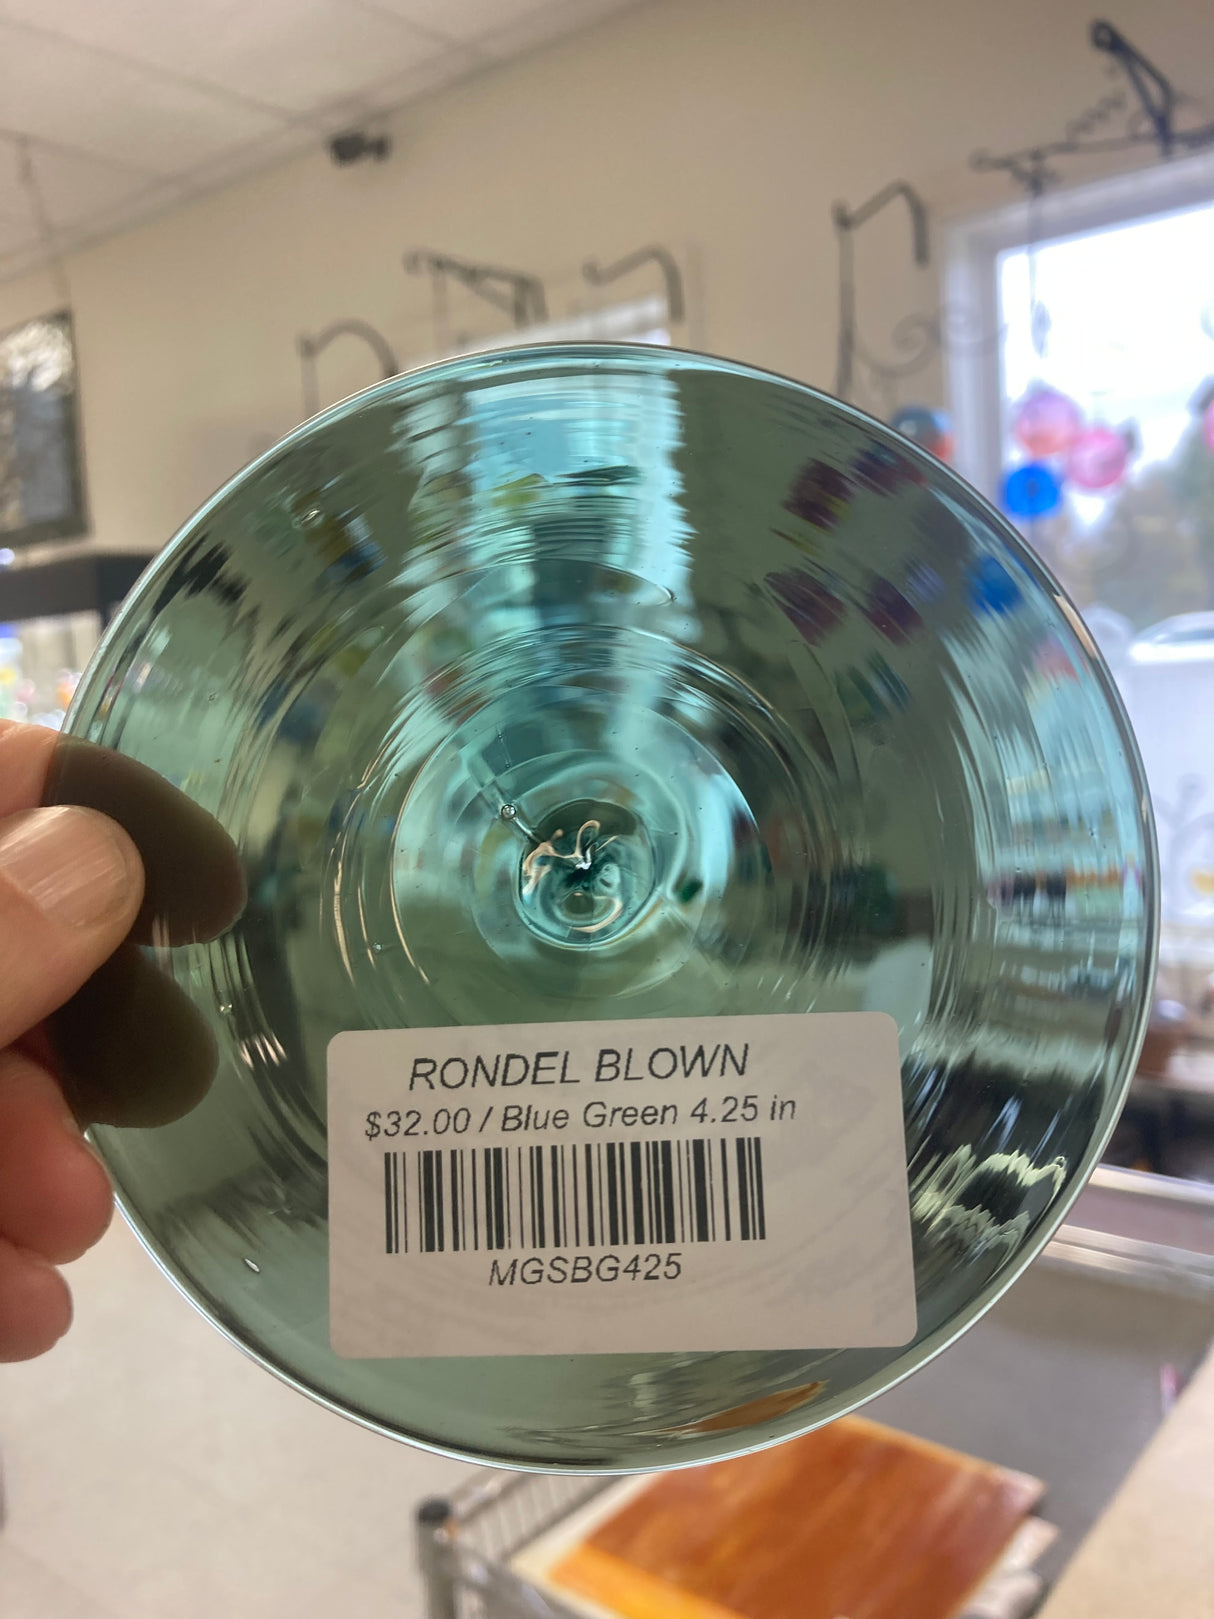 RONDEL BLOWN
$32.00 / Blue Green 4.25 in
MGSBG425